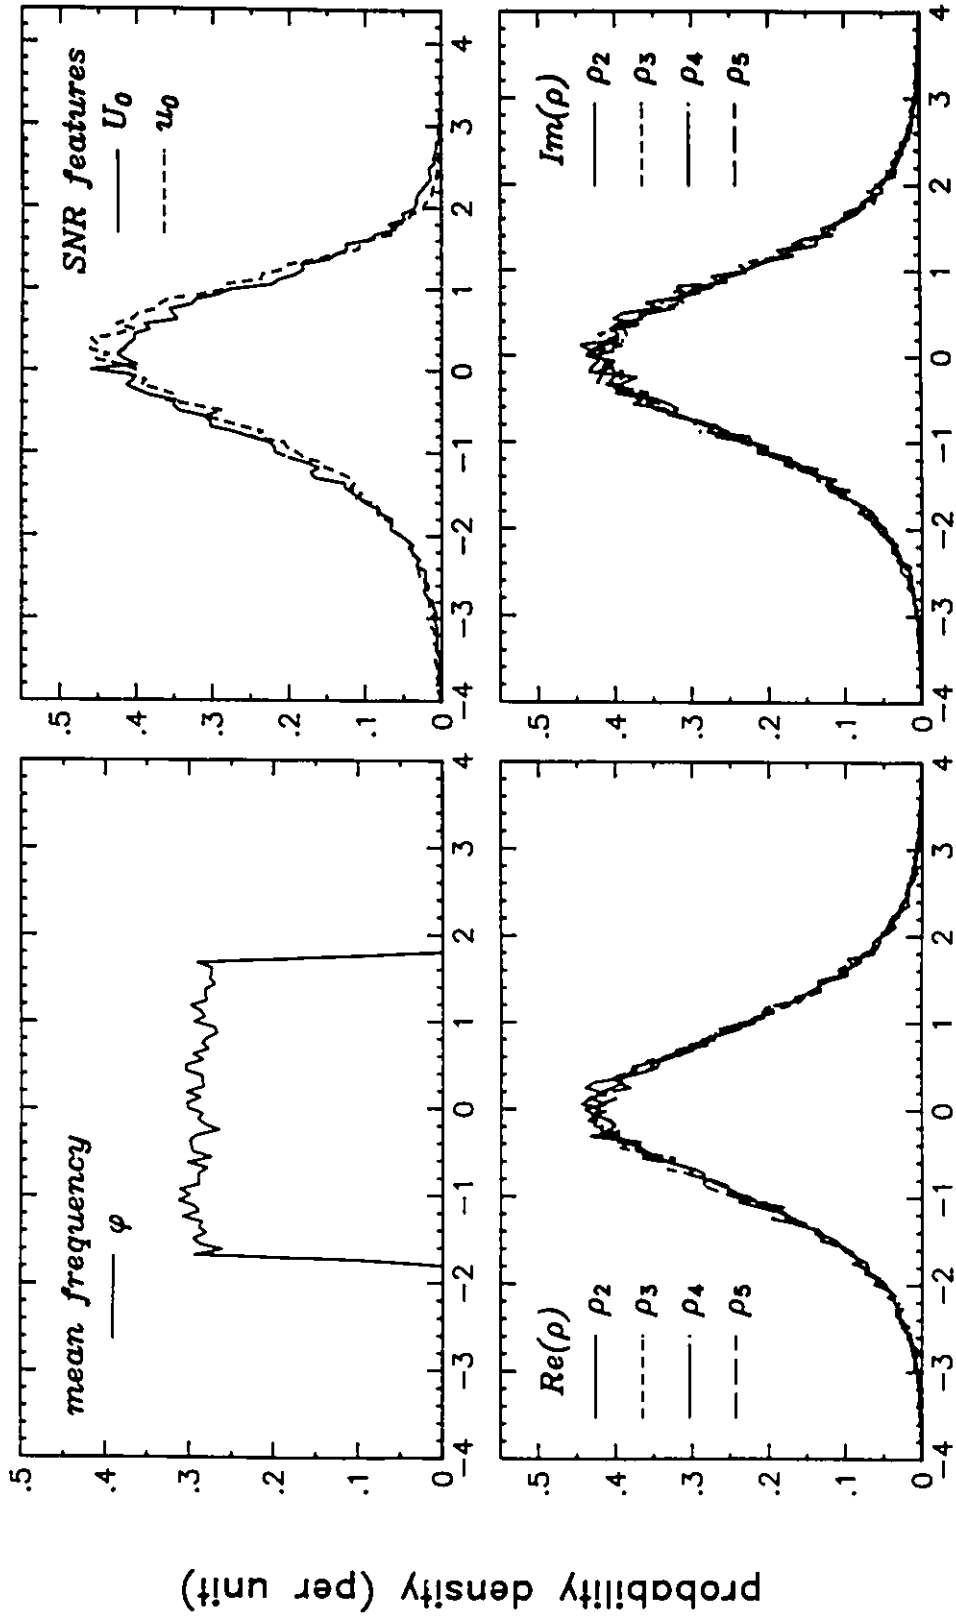 probability density (per unit)
mean frequency
φ
.5
.4
.3
.2
.1
0
-4 -3 -2 -1 0 1 2 3 4
SNR features
U0
u0
.5
.4
.3
.2
.1
0
-4 -3 -2 -1 0 1 2 3 4
Re(ρ)
ρ2
ρ3
ρ4
ρ5
.5
.4
.3
.2
.1
0
-4 -3 -2 -1 0 1 2 3 4
Im(ρ)
ρ2
ρ3
ρ4
ρ5
.5
.4
.3
.2
.1
0
-4 -3 -2 -1 0 1 2 3 4